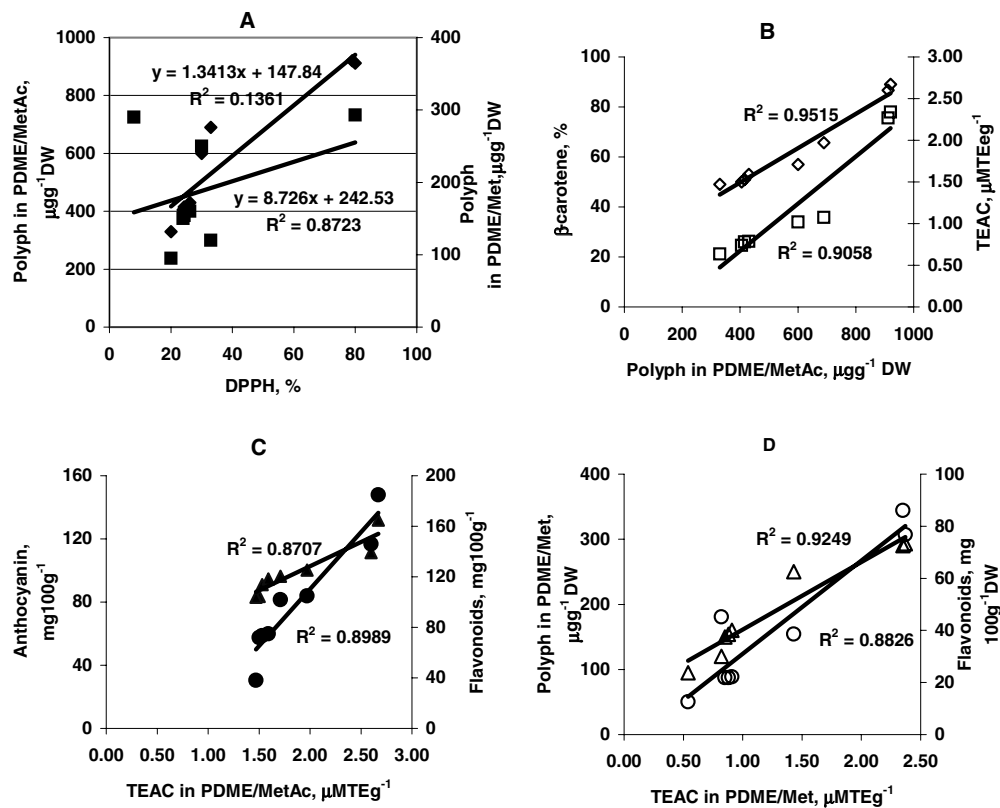 A
Polyph in PDME/MetAc,
µgg⁻¹DW
1000
800
600
400
200
0
y = 1.3413x + 147.84
R² = 0.1361
y = 8.726x + 242.53
R² = 0.8723
400
300
200
100
0
Polyph
in PDME/Met,µgg⁻¹DW
0 20 40 60 80 100
DPPH, %
B
β-carotene, %
100
80
60
40
20
0
R² = 0.9515
R² = 0.9058
3.00
2.50
2.00
1.50
1.00
0.50
0.00
TEAC, µMTEeg⁻¹
0 200 400 600 800 1000
Polyph in PDME/MetAc, µgg⁻¹ DW
C
Anthocyanin,
mg100g⁻¹
160
120
80
40
0
R² = 0.8707
R² = 0.8989
200
160
120
80
40
0
Flavonoids, mg100g⁻¹
0.00 0.50 1.00 1.50 2.00 2.50 3.00
TEAC in PDME/MetAc, µMTEg⁻¹
D
Polyph in PDME/Met,
µgg⁻¹ DW
400
300
200
100
0
R² = 0.9249
R² = 0.8826
100
80
60
40
20
0
Flavonoids, mg
100g⁻¹DW
0.00 0.50 1.00 1.50 2.00 2.50
TEAC in PDME/Met, µMTEg⁻¹